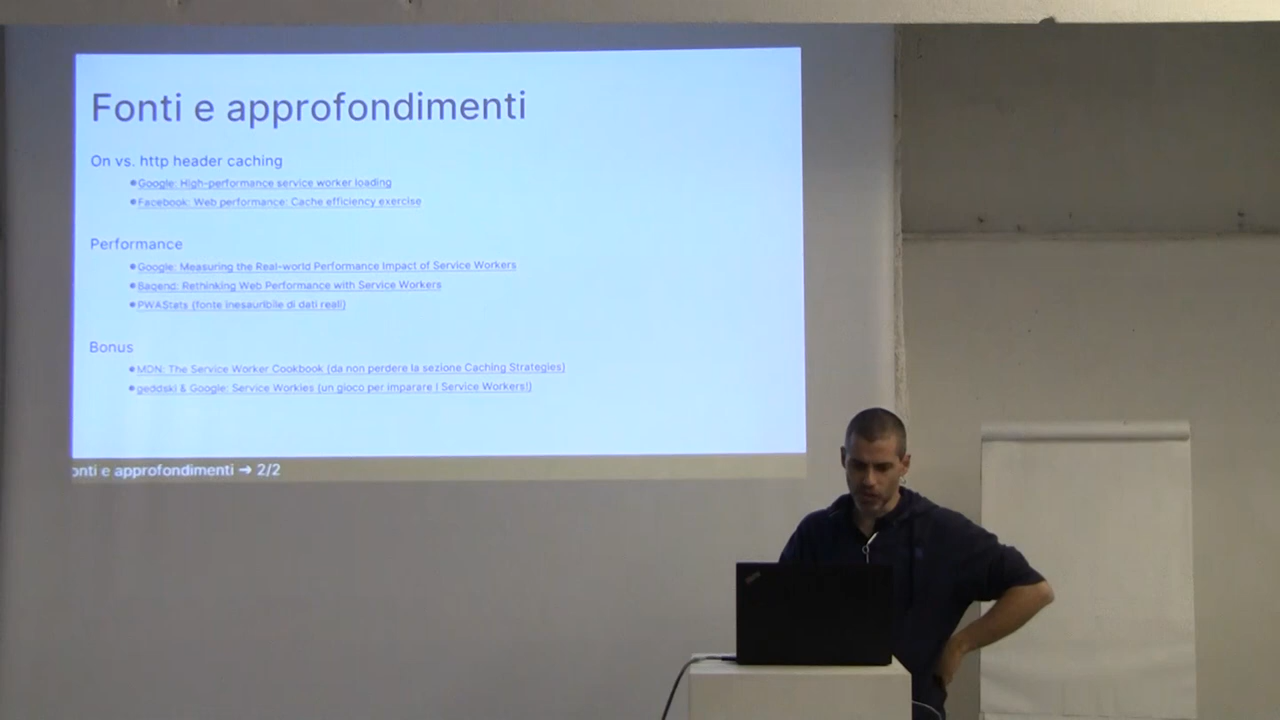 Fonti e approfondimenti
On vs. http header caching
Google: High-performance service worker loading
Facebook: Web performance: Cache efficiency exercise
Performance
Google: Measuring the Real-world Performance Impact of Service Workers
Baqend: Rethinking Web Performance with Service Workers
PWAStats (fonte inesauribile di dati reali)
Bonus
MDN: The Service Worker Cookbook (da non perdere la sezione Caching Strategies)
geddski & Google: Service Workies (un gioco per imparare i Service Workers!)
onti e approfondimenti → 2/2